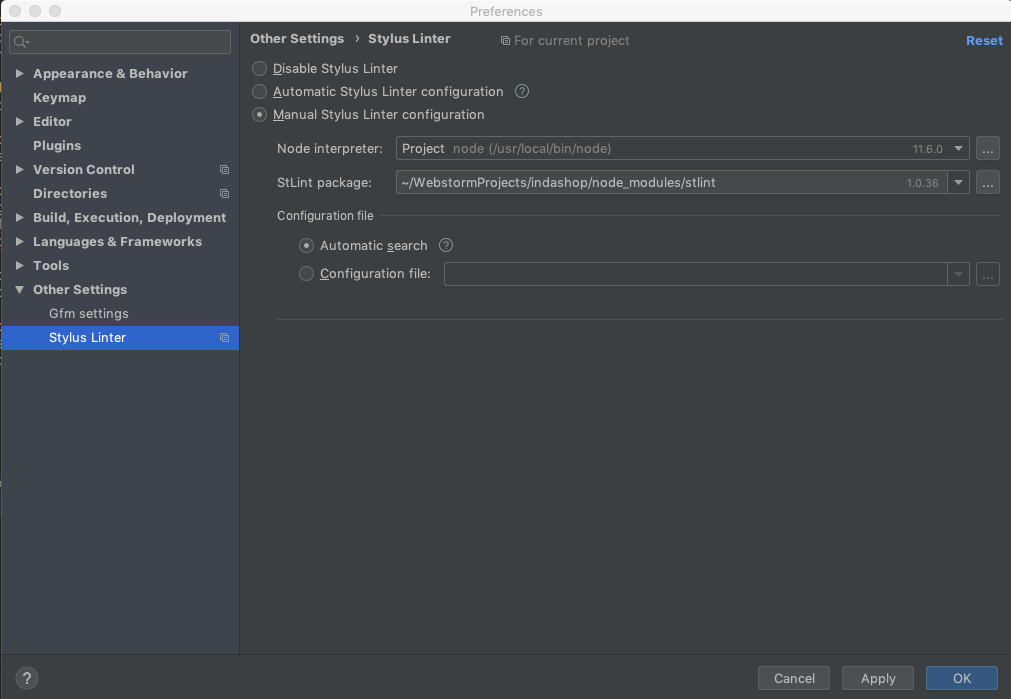 Preferences
Appearance & Behavior
Keymap
Editor
Plugins
Version Control
Directories
Build, Execution, Deployment
Languages & Frameworks
Tools
Other Settings
Gfm settings
Stylus Linter
Other Settings › Stylus Linter
For current project
Reset
Disable Stylus Linter
Automatic Stylus Linter configuration ?
Manual Stylus Linter configuration
Node interpreter: Project node (/usr/local/bin/node) 11.6.0 ...
StLint package: ~/WebstormProjects/indashop/node_modules/stlint 1.0.36 ...
Configuration file
Automatic search ?
Configuration file: ...
? Cancel Apply OK